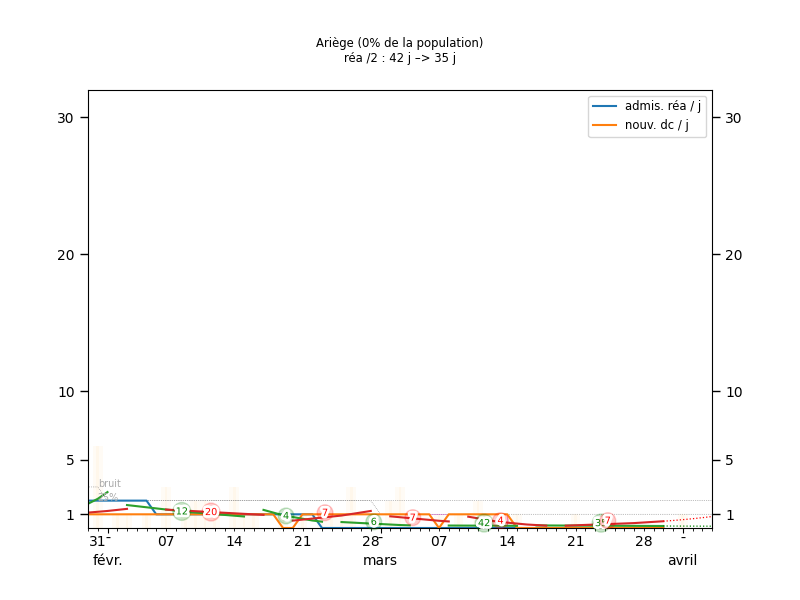 Ariège (0% de la population)
réa /2 : 42 j –> 35 j
admis. réa / j
nouv. dc / j
30 30
20 20
10 10
5 5
1 1
bruit
12 20 4 7 6 7 42 4 7
31 07 14 21 28 07 14 21 28
févr. mars avril